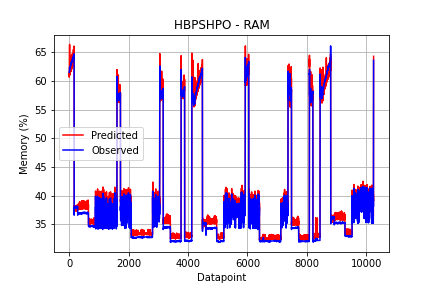 HBPSHPO - RAM
Memory (%)
65
60
55
50
45
40
35
Predicted
Observed
0
2000
4000
6000
8000
10000
Datapoint